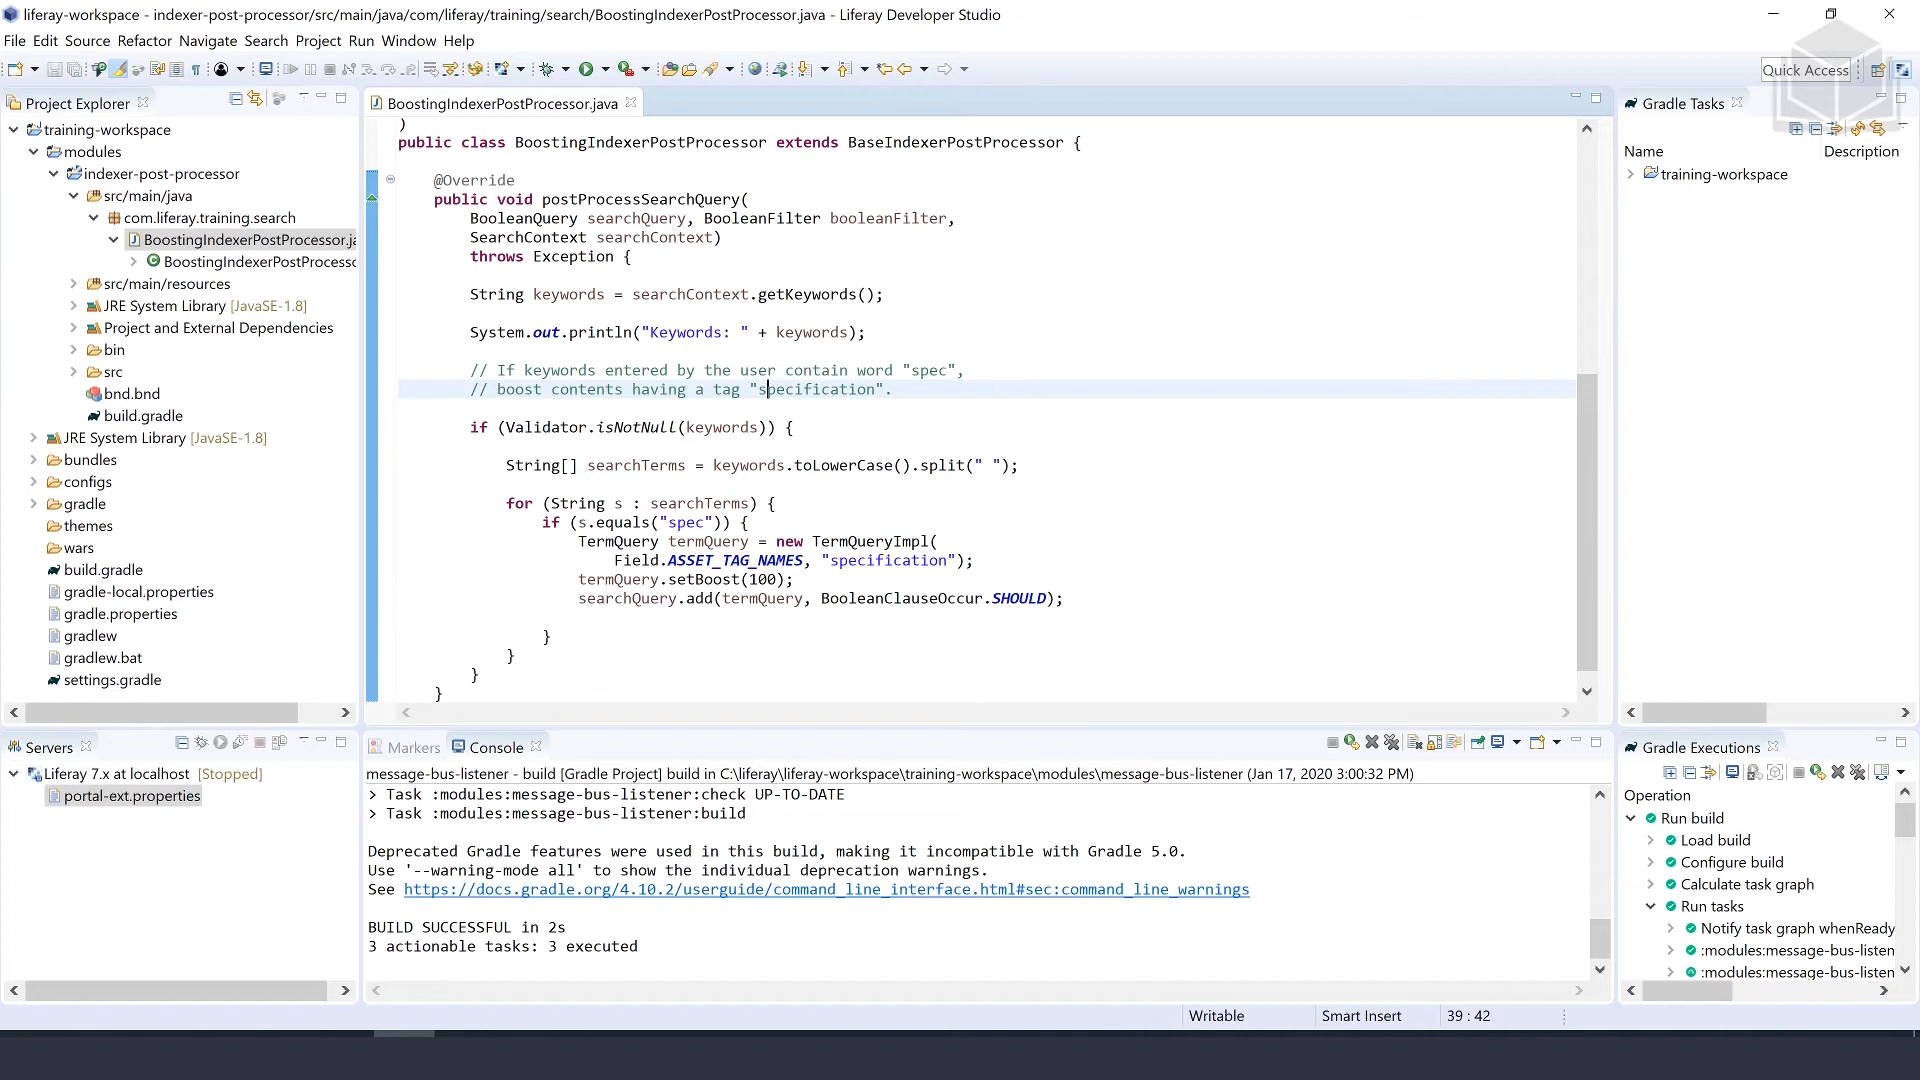 liferay-workspace - indexer-post-processor/src/main/java/com/liferay/training/search/BoostingIndexerPostProcessor.java - Liferay Developer Studio
File Edit Source Refactor Navigate Search Project Run Window Help
Quick Access
Project Explorer
training-workspace
modules
indexer-post-processor
src/main/java
com.liferay.training.search
BoostingIndexerPostProcessor.ja
BoostingIndexerPostProcesso
src/main/resources
JRE System Library [JavaSE-1.8]
Project and External Dependencies
bin
src
bnd.bnd
build.gradle
JRE System Library [JavaSE-1.8]
bundles
configs
gradle
themes
wars
build.gradle
gradle-local.properties
gradle.properties
gradlew
gradlew.bat
settings.gradle
BoostingIndexerPostProcessor.java
)
public class BoostingIndexerPostProcessor extends BaseIndexerPostProcessor {
@Override
public void postProcessSearchQuery(
BooleanQuery searchQuery, BooleanFilter booleanFilter,
SearchContext searchContext)
throws Exception {
String keywords = searchContext.getKeywords();
System.out.println("Keywords: " + keywords);
// If keywords entered by the user contain word "spec",
// boost contents having a tag "specification".
if (Validator.isNotNull(keywords)) {
String[] searchTerms = keywords.toLowerCase().split(" ");
for (String s : searchTerms) {
if (s.equals("spec")) {
TermQuery termQuery = new TermQueryImpl(
Field.ASSET_TAG_NAMES, "specification");
termQuery.setBoost(100);
searchQuery.add(termQuery, BooleanClauseOccur.SHOULD);
}
}
}
}
Gradle Tasks
Name Description
training-workspace
Servers
Liferay 7.x at localhost [Stopped]
portal-ext.properties
Markers Console
message-bus-listener - build [Gradle Project] build in C:\liferay\liferay-workspace\training-workspace\modules\message-bus-listener (Jan 17, 2020 3:00:32 PM)
> Task :modules:message-bus-listener:check UP-TO-DATE
> Task :modules:message-bus-listener:build
Deprecated Gradle features were used in this build, making it incompatible with Gradle 5.0.
Use '--warning-mode all' to show the individual deprecation warnings.
See https://docs.gradle.org/4.10.2/userguide/command_line_interface.html#sec:command_line_warnings
BUILD SUCCESSFUL in 2s
3 actionable tasks: 3 executed
Gradle Executions
Operation
Run build
Load build
Configure build
Calculate task graph
Run tasks
Notify task graph whenReady
:modules:message-bus-listen
:modules:message-bus-listen
Writable Smart Insert 39 : 42